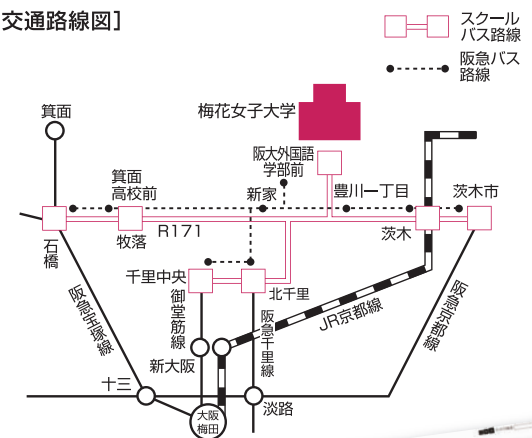 交通路線図]
スクール
バス路線
阪急バス
路線
箕面
梅花女子大学
阪大外国語
学部前
箕面
高校前
新家
豊川一丁目
茨木市
石橋
牧落
R171
茨木
千里中央
北千里
御堂筋線
阪急千里線
阪急宝塚線
JR京都線
阪急京都線
新大阪
十三
大阪
梅田
淡路